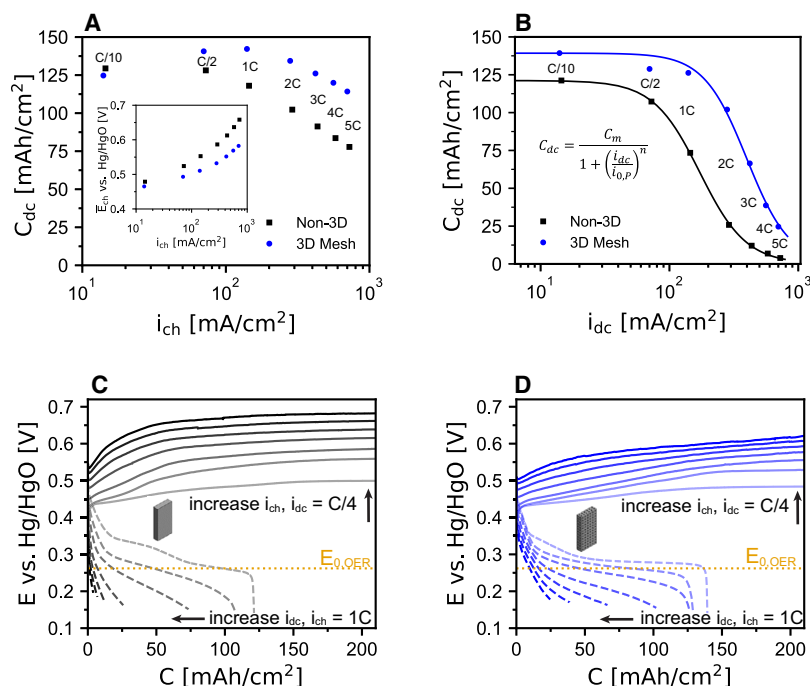 A
C_dc [mAh/cm²]
175
150
125
100
75
50
25
0
C/10
C/2
1C
2C
3C
4C
5C
Ē_ch vs. Hg/HgO [V]
0.7
0.6
0.5
0.4
10¹
10²
10³
i_ch [mA/cm²]
Non-3D
3D Mesh
10¹
10²
10³
i_ch [mA/cm²]
B
C_dc [mAh/cm²]
150
125
100
75
50
25
0
C/10
C/2
1C
2C
3C
4C
5C
C_dc = C_m / (1 + (i_dc / i_0,P)^n)
Non-3D
3D Mesh
10¹
10²
10³
i_dc [mA/cm²]
C
E vs. Hg/HgO [V]
0.7
0.6
0.5
0.4
0.3
0.2
0.1
increase i_ch, i_dc = C/4
E_0,OER
increase i_dc, i_ch = 1C
0
50
100
150
200
C [mAh/cm²]
D
E vs. Hg/HgO [V]
0.7
0.6
0.5
0.4
0.3
0.2
0.1
increase i_ch, i_dc = C/4
E_0,OER
increase i_dc, i_ch = 1C
0
50
100
150
200
C [mAh/cm²]